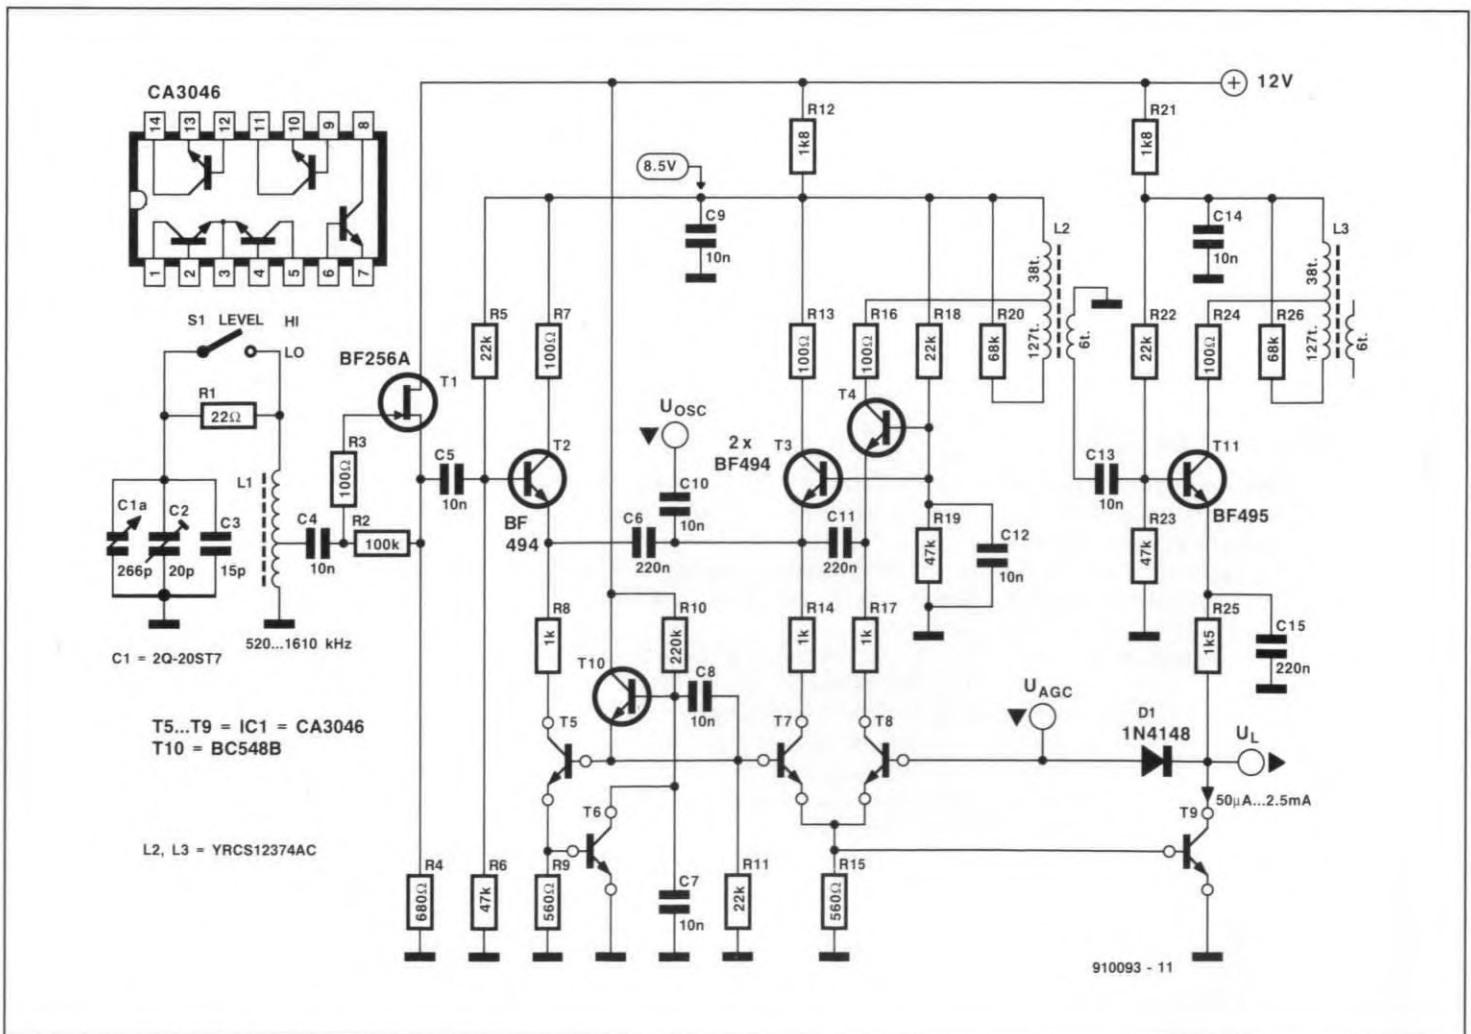 CA3046
14 13 12 11 10 9 8
1 2 3 4 5 6 7
12V
R12
1k8
R21
1k8
8.5V
C9
10n
C14
10n
L2
38t.
127t.
6t.
L3
38t.
127t.
6t.
S1 LEVEL HI
LO
R1
22Ω
BF256A
T1
R5
22k
R7
100Ω
R13
100Ω
R16
100Ω
R18
22k
R20
68k
R22
22k
R24
100Ω
R26
68k
R3
100Ω
L1
C1a
266p
C2
20p
C3
15p
C4
10n
R2
100k
C5
10n
T2
BF
494
UOSC
C10
10n
C6
220n
2 x
BF494
T3
T4
C11
220n
R19
47k
C12
10n
C13
10n
T11
BF495
R23
47k
520...1610 kHz
C1 = 2Q-20ST7
R8
1k
R10
220k
T10
C8
10n
R14
1k
R17
1k
R25
1k5
C15
220n
T5...T9 = IC1 = CA3046
T10 = BC548B
T5
T7
T8
UAGC
D1
1N4148
UL
50µA...2.5mA
T6
T9
L2, L3 = YRCS12374AC
R4
680Ω
R6
47k
R9
560Ω
C7
10n
R11
22k
R15
560Ω
910093 - 11